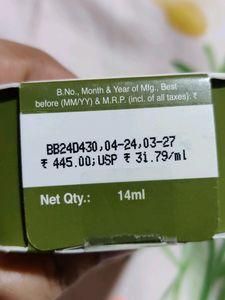 B.No., Month & Year of Mfg., Best
before (MM/YY) & M.R.P. (incl. of all taxes). ₹
BB24D430,04-24,03-27
₹ 445.00;USP ₹ 31.79/ml
Net Qty.: 14ml